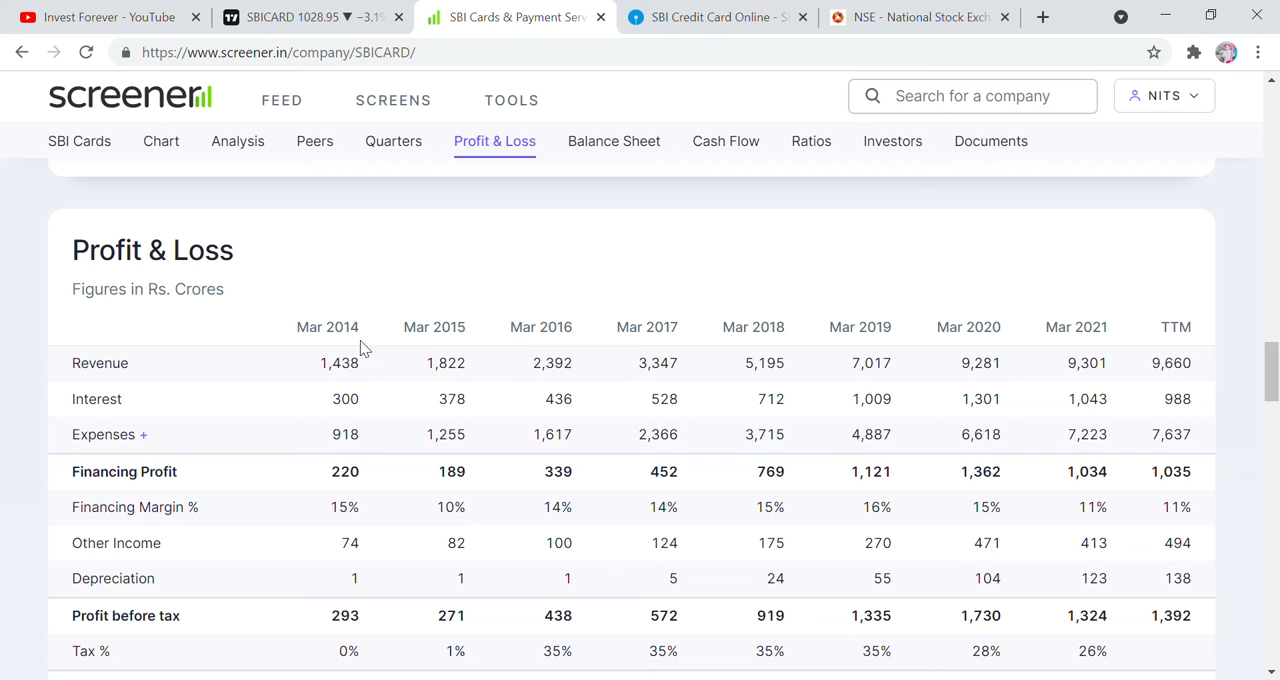 Invest Forever - YouTube
SBICARD 1028.95 ▼ −3.1%
SBI Cards & Payment Serv
SBI Credit Card Online - S
NSE - National Stock Exch
https://www.screener.in/company/SBICARD/
screener FEED SCREENS TOOLS Search for a company NITS
SBI Cards Chart Analysis Peers Quarters Profit & Loss Balance Sheet Cash Flow Ratios Investors Documents
Profit & Loss
Figures in Rs. Crores
Mar 2014 Mar 2015 Mar 2016 Mar 2017 Mar 2018 Mar 2019 Mar 2020 Mar 2021 TTM
Revenue 1,438 1,822 2,392 3,347 5,195 7,017 9,281 9,301 9,660
Interest 300 378 436 528 712 1,009 1,301 1,043 988
Expenses + 918 1,255 1,617 2,366 3,715 4,887 6,618 7,223 7,637
Financing Profit 220 189 339 452 769 1,121 1,362 1,034 1,035
Financing Margin % 15% 10% 14% 14% 15% 16% 15% 11% 11%
Other Income 74 82 100 124 175 270 471 413 494
Depreciation 1 1 1 5 24 55 104 123 138
Profit before tax 293 271 438 572 919 1,335 1,730 1,324 1,392
Tax % 0% 1% 35% 35% 35% 35% 28% 26%